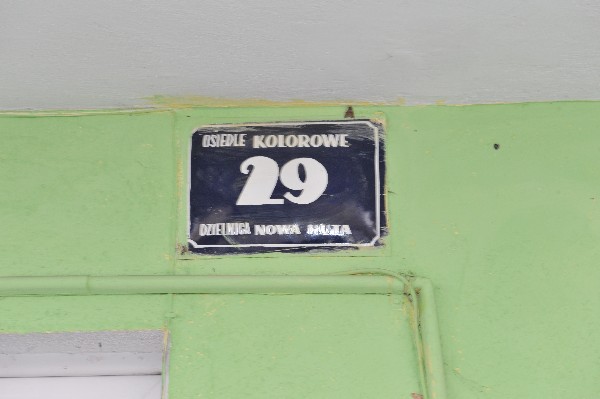 OSIEDLE KOLOROWE
29
DZIELNICA NOWA HUTA